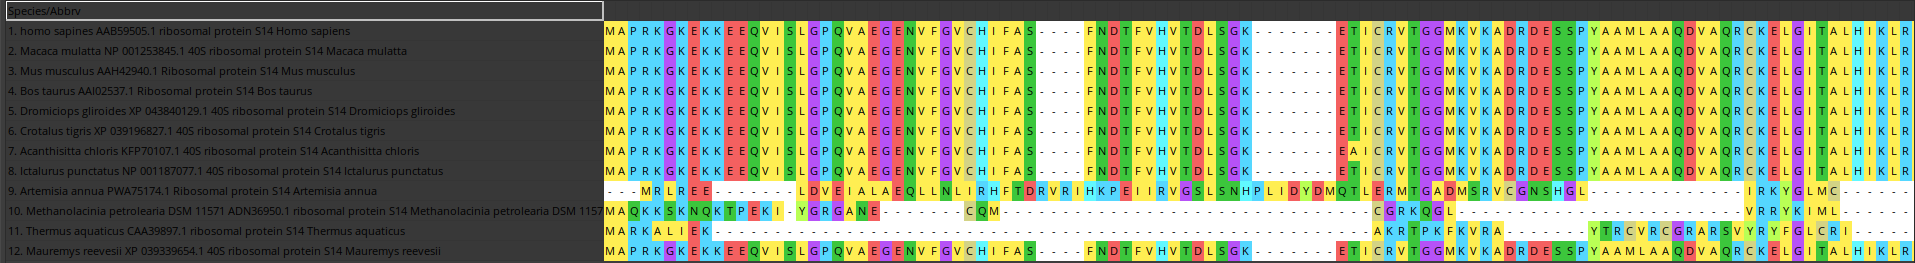 Species/Abbrv
1. homo sapines AAB59505.1 ribosomal protein S14 Homo sapiens MAPRKGKEKKEEQVISLGPQVAEGENVFGVCHIFAS----FNDTFVHVTDLSGK-------ETICRVTGGMKVKADRDESSPYAAMLAAQDVAQRCKELGITALHIKLR
2. Macaca mulatta NP 001253845.1 40S ribosomal protein S14 Macaca mulatta MAPRKGKEKKEEQVISLGPQVAEGENVFGVCHIFAS----FNDTFVHVTDLSGK-------ETICRVTGGMKVKADRDESSPYAAMLAAQDVAQRCKELGITALHIKLR
3. Mus musculus AAH42940.1 Ribosomal protein S14 Mus musculus MAPRKGKEKKEEQVISLGPQVAEGENVFGVCHIFAS----FNDTFVHVTDLSGK-------ETICRVTGGMKVKADRDESSPYAAMLAAQDVAQRCKELGITALHIKLR
4. Bos taurus AAI02537.1 Ribosomal protein S14 Bos taurus MAPRKGKEKKEEQVISLGPQVAEGENVFGVCHIFAS----FNDTFVHVTDLSGK-------ETICRVTGGMKVKADRDESSPYAAMLAAQDVAQRCKELGITALHIKLR
5. Dromiciops gliroides XP 043840129.1 40S ribosomal protein S14 Dromiciops gliroides MAPRKGKEKKEEQVISLGPQVAEGENVFGVCHIFAS----FNDTFVHVTDLSGK-------ETICRVTGGMKVKADRDESSPYAAMLAAQDVAQRCKELGITALHIKLR
6. Crotalus tigris XP 039196827.1 40S ribosomal protein S14 Crotalus tigris MAPRKGKEKKEEQVISLGPQVAEGENVFGVCHIFAS----FNDTFVHVTDLSGK-------ETICRVTGGMKVKADRDESSPYAAMLAAQDVAQRCKELGITALHIKLR
7. Acanthisitta chloris KFP70107.1 40S ribosomal protein S14 Acanthisitta chloris MAPRKGKEKKEEQVISLGPQVAEGENVFGVCHIFAS----FNDTFVHVTDLSGK-------EAICRVTGGMKVKADRDESSPYAAMLAAQDVAQRCKELGITALHIKLR
8. Ictalurus punctatus NP 001187077.1 40S ribosomal protein S14 Ictalurus punctatus MAPRKGKEKKEEQVISLGPQVAEGENVFGVCHIFAS----FNDTFVHVTDLSGK-------ETICRVTGGMKVKADRDESSPYAAMLAAQDVAQRCKELGITALHIKLR
9. Artemisia annua PWA75174.1 Ribosomal protein S14 Artemisia annua ---MRLREE-------LDVEIALAEQLLNLIRHFTDRVRIHKPEIIRVGSLSNHPLIDYDMQTLERMTGADMSRVCGNSHGL-------------IRKYGLMC------
10. Methanolacinia petrolearia DSM 11571 ADN36950.1 ribosomal protein S14 Methanolacinia petrolearia DSM 1157 MAQKKSKNQKTPEKI-YGRGANE-------CQM-------------------------------CGRKQGL------------------------VRRYKIML------
11. Thermus aquaticus CAA39897.1 ribosomal protein S14 Thermus aquaticus MARKALIEK-------------------------------------------------------AKRTPKFKVRA-------YTRCVRCGRARSVYRYFGLCRI-----
12. Mauremys reevesii XP 039339654.1 40S ribosomal protein S14 Mauremys reevesii MAPRKGKEKKEEQVISLGPQVAEGENVFGVCHIFAS----FNDTFVHVTDLSGK-------ETICRVTGGMKVKADRDESSPYAAMLAAQDVAQRCKELGITALHIKLR